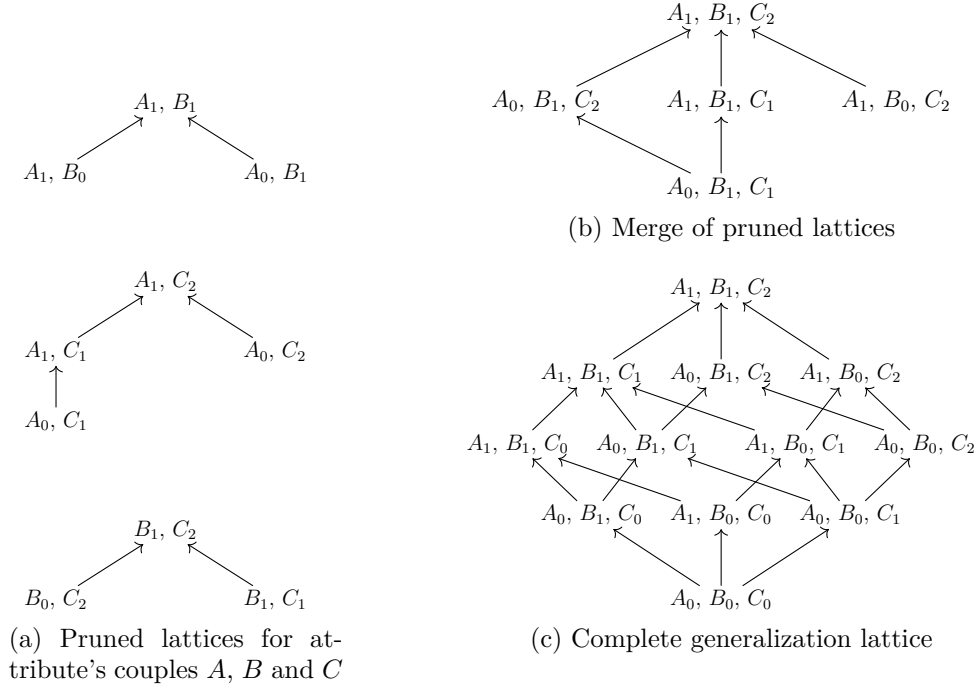 A₁, B₁
A₁, B₀ A₀, B₁
A₁, C₂
A₁, C₁ A₀, C₂
A₀, C₁
B₁, C₂
B₀, C₂ B₁, C₁
(a) Pruned lattices for at-
tribute's couples A, B and C
A₁, B₁, C₂
A₀, B₁, C₂ A₁, B₁, C₁ A₁, B₀, C₂
A₀, B₁, C₁
(b) Merge of pruned lattices
A₁, B₁, C₂
A₁, B₁, C₁ A₀, B₁, C₂ A₁, B₀, C₂
A₁, B₁, C₀ A₀, B₁, C₁ A₁, B₀, C₁ A₀, B₀, C₂
A₀, B₁, C₀ A₁, B₀, C₀ A₀, B₀, C₁
A₀, B₀, C₀
(c) Complete generalization lattice